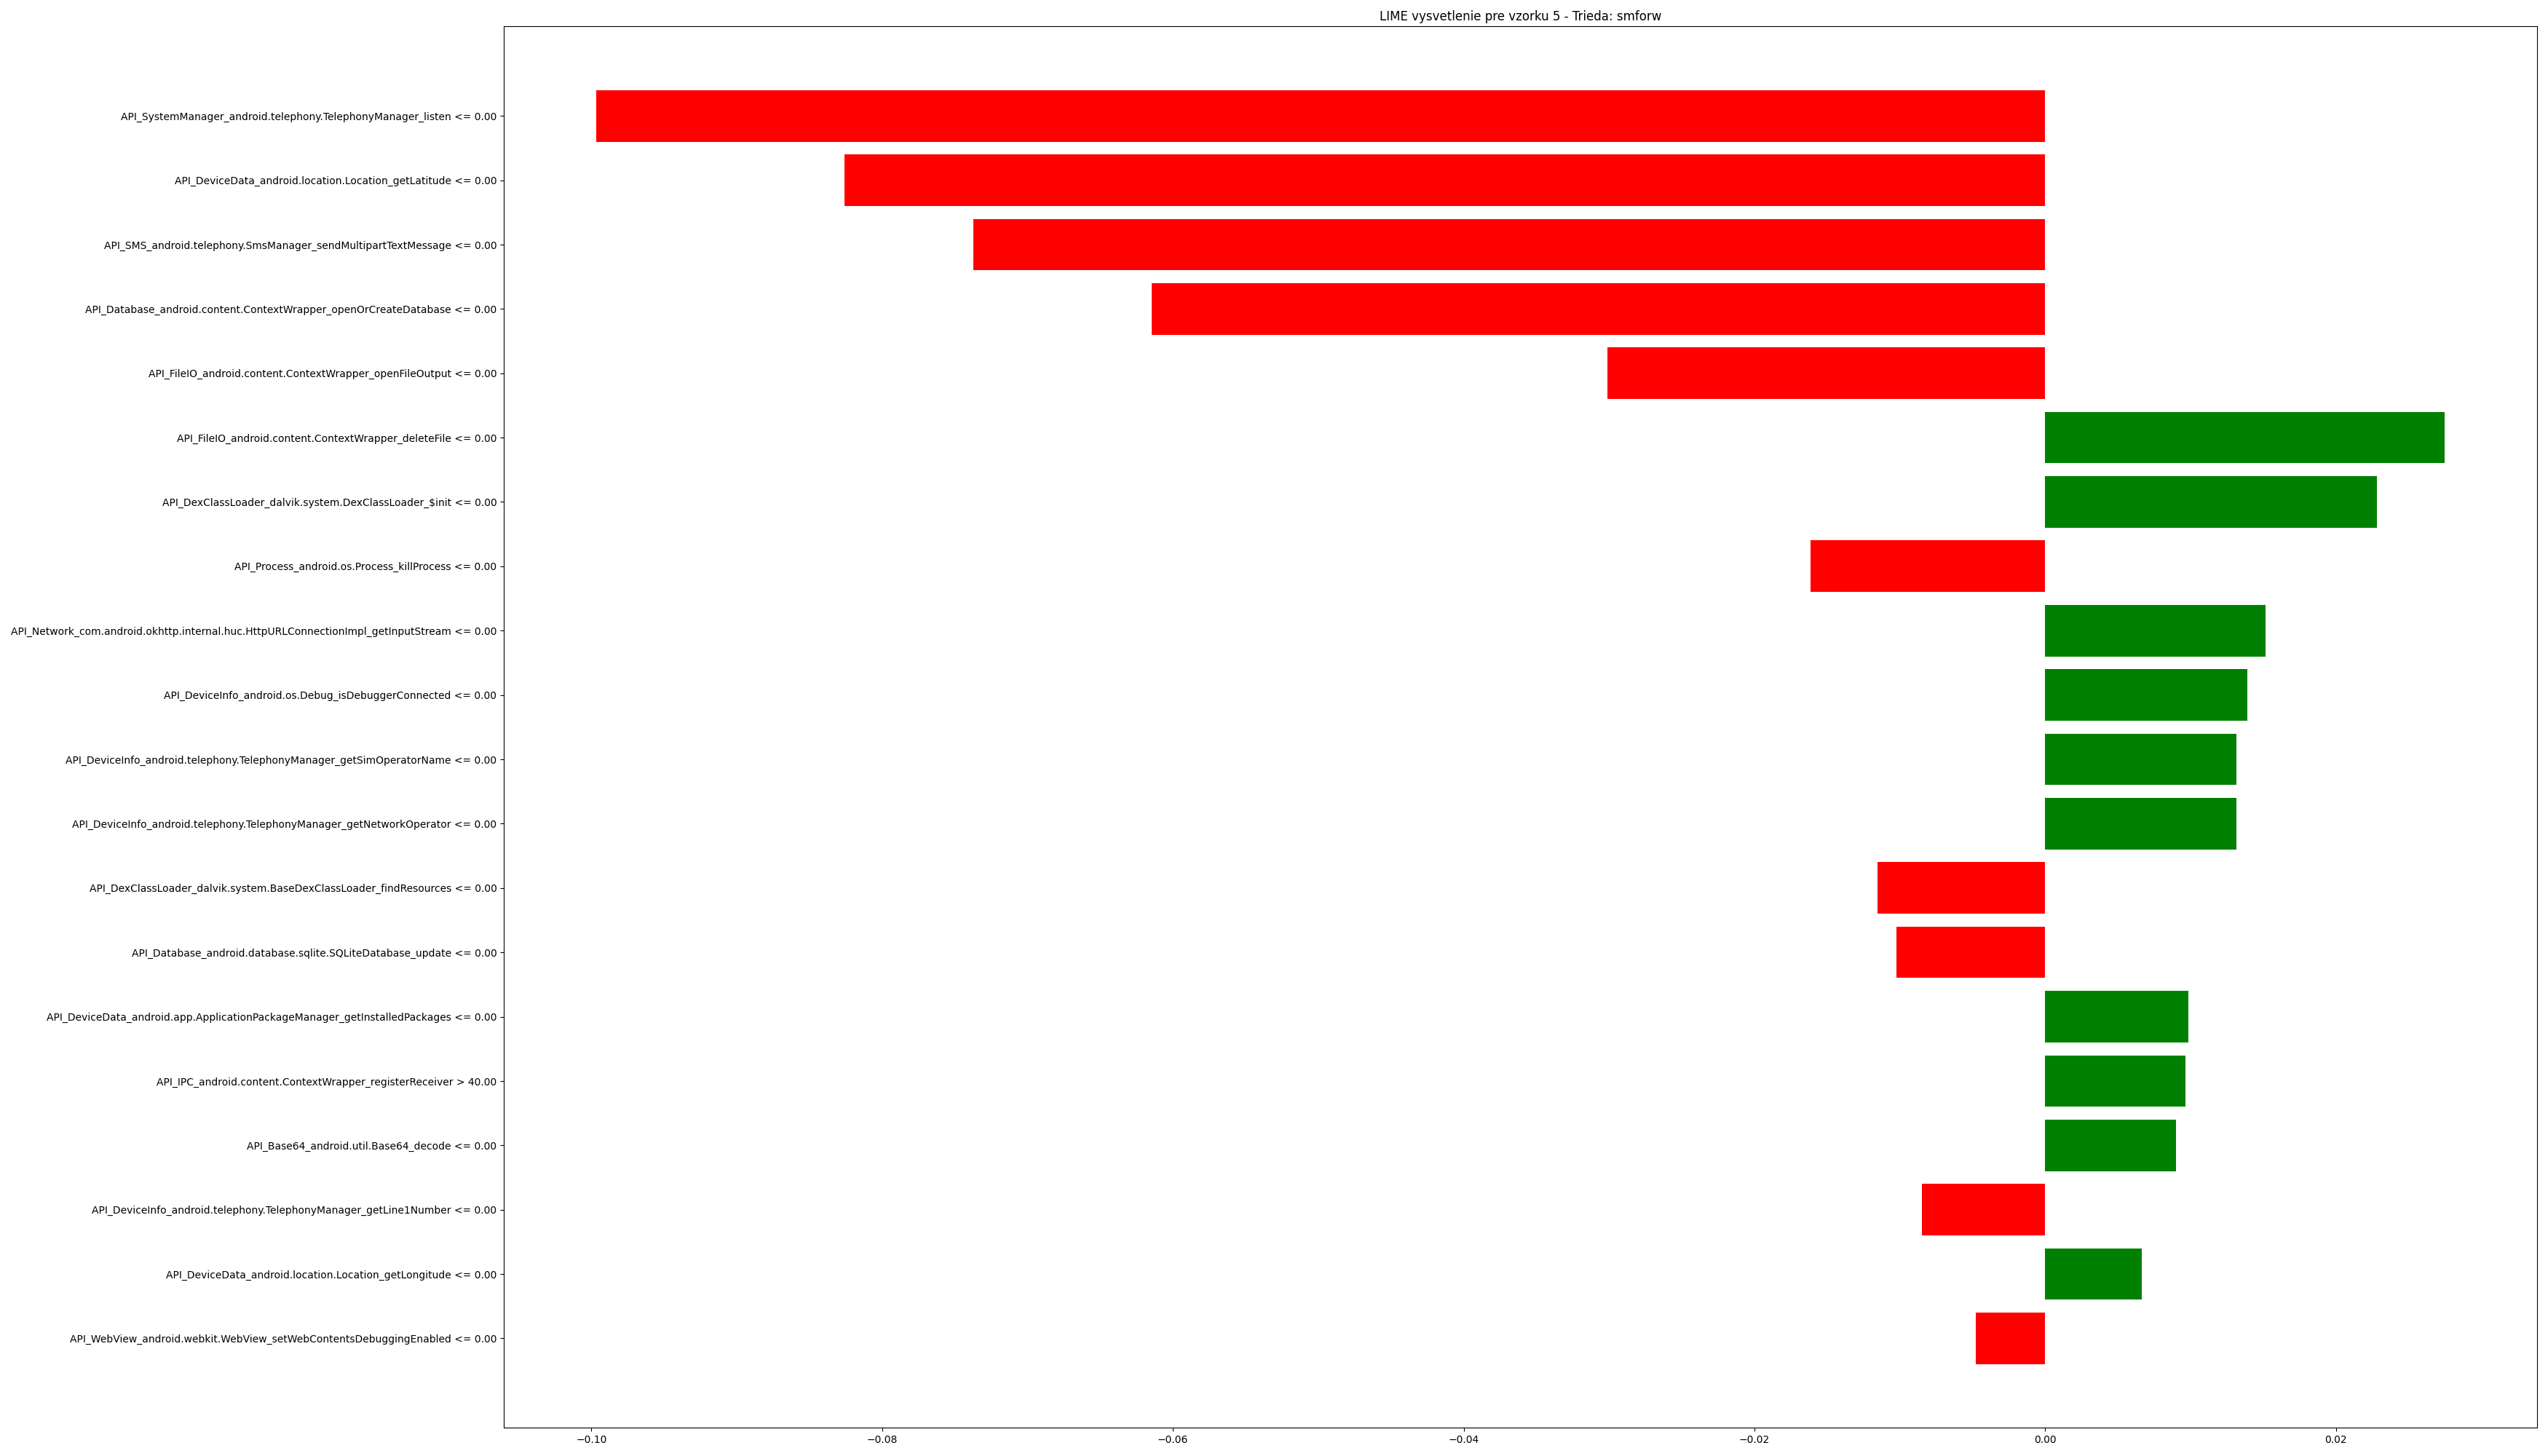 LIME vysvetlenie pre vzorku 5 - Trieda: smforw
API_SystemManager_android.telephony.TelephonyManager_listen <= 0.00
API_DeviceData_android.location.Location_getLatitude <= 0.00
API_SMS_android.telephony.SmsManager_sendMultipartTextMessage <= 0.00
API_Database_android.content.ContextWrapper_openOrCreateDatabase <= 0.00
API_FileIO_android.content.ContextWrapper_openFileOutput <= 0.00
API_FileIO_android.content.ContextWrapper_deleteFile <= 0.00
API_DexClassLoader_dalvik.system.DexClassLoader_$init <= 0.00
API_Process_android.os.Process_killProcess <= 0.00
API_Network_com.android.okhttp.internal.huc.HttpURLConnectionImpl_getInputStream <= 0.00
API_DeviceInfo_android.os.Debug_isDebuggerConnected <= 0.00
API_DeviceInfo_android.telephony.TelephonyManager_getSimOperatorName <= 0.00
API_DeviceInfo_android.telephony.TelephonyManager_getNetworkOperator <= 0.00
API_DexClassLoader_dalvik.system.BaseDexClassLoader_findResources <= 0.00
API_Database_android.database.sqlite.SQLiteDatabase_update <= 0.00
API_DeviceData_android.app.ApplicationPackageManager_getInstalledPackages <= 0.00
API_IPC_android.content.ContextWrapper_registerReceiver > 40.00
API_Base64_android.util.Base64_decode <= 0.00
API_DeviceInfo_android.telephony.TelephonyManager_getLine1Number <= 0.00
API_DeviceData_android.location.Location_getLongitude <= 0.00
API_WebView_android.webkit.WebView_setWebContentsDebuggingEnabled <= 0.00
−0.10 −0.08 −0.06 −0.04 −0.02 0.00 0.02